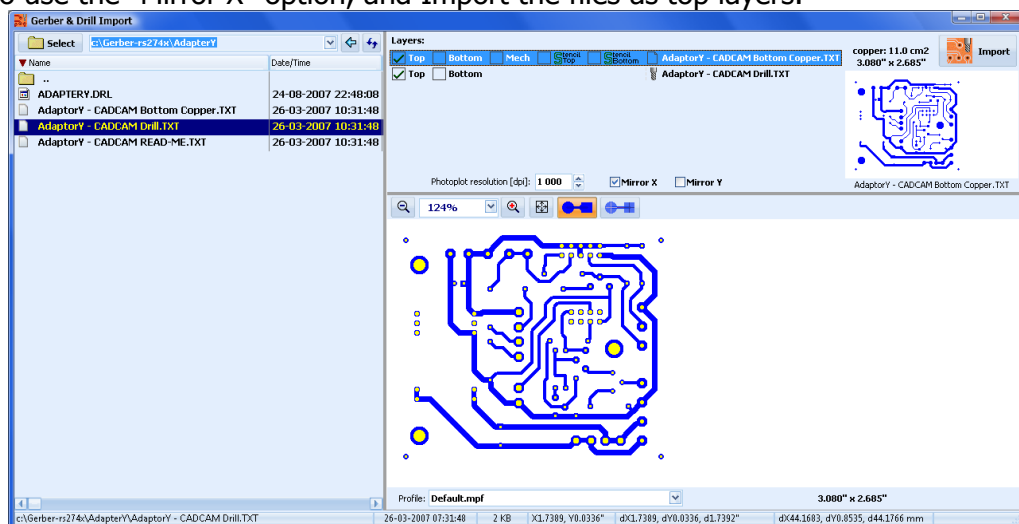 o use the "Mirror X" option, and import the files as top layers.
Gerber & Drill Import
Select c:\Gerber-rs274x\AdapterY
Name Date/Time
..
ADAPTERY.DRL 24-08-2007 22:48:08
AdaptorY - CADCAM Bottom Copper.TXT 26-03-2007 10:31:48
AdaptorY - CADCAM Drill.TXT 26-03-2007 10:31:48
AdaptorY - CADCAM READ-ME.TXT 26-03-2007 10:31:48
Layers:
Top Bottom Mech Stencil Top Stencil Bottom AdaptorY - CADCAM Bottom Copper.TXT
Top Bottom AdaptorY - CADCAM Drill.TXT
copper: 11.0 cm2
3.080" x 2.685"
Import
Photoplot resolution [dpi]: 1 000 Mirror X Mirror Y
AdaptorY - CADCAM Bottom Copper.TXT
124%
Profile: Default.mpf 3.080" x 2.685"
c:\Gerber-rs274x\AdapterY\AdaptorY - CADCAM Drill.TXT 26-03-2007 07:31:48 2 KB X1.7389, Y0.0336" dX1.7389, dY0.0336, d1.7392" dX44.1683, dY0.8535, d44.1766 mm